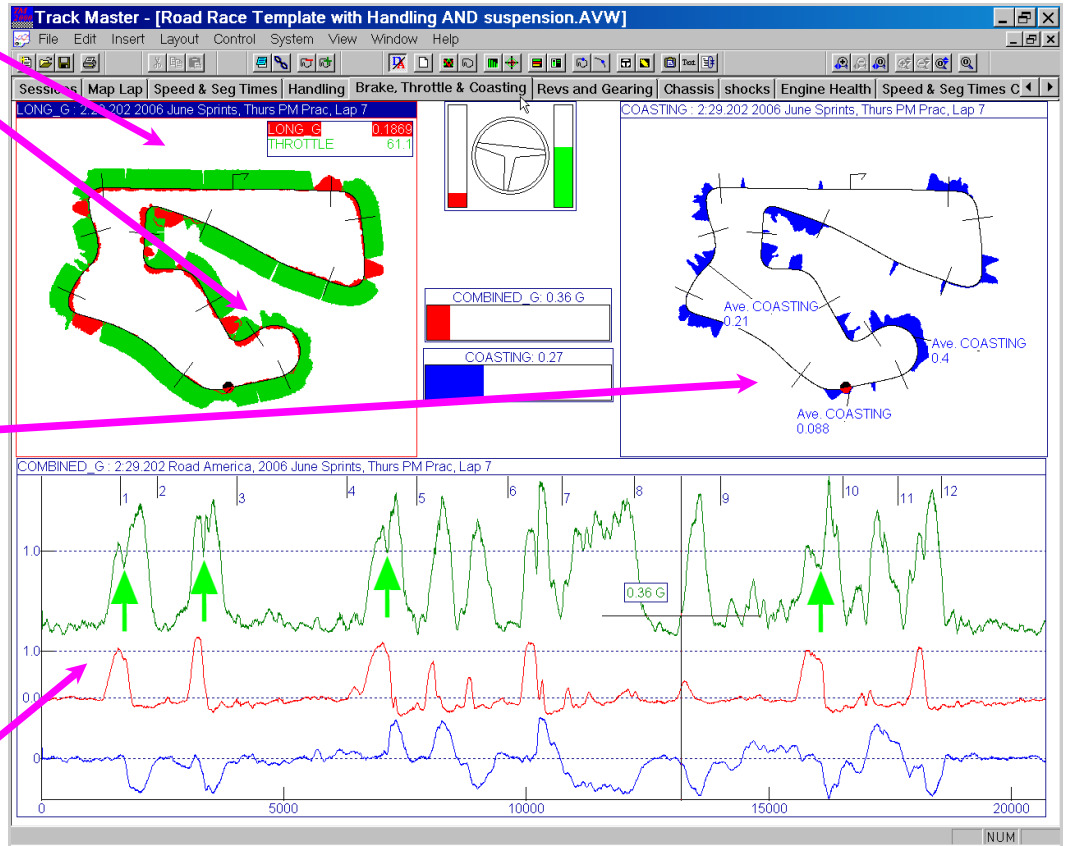 Track Master - [Road Race Template with Handling AND suspension.AVW]
File Edit Insert Layout Control System View Window Help
Sessions Map Lap Speed & Seg Times Handling Brake, Throttle & Coasting Revs and Gearing Chassis shocks Engine Health Speed & Seg Times C
LONG_G : 2:29.202 2006 June Sprints, Thurs PM Prac, Lap 7
LONG_G 0.1869
THROTTLE 61.1
COMBINED_G: 0.36 G
COASTING: 0.27
COASTING : 2:29.202 2006 June Sprints, Thurs PM Prac, Lap 7
Ave. COASTING
0.21
Ave. COASTING
0.4
Ave. COASTING
0.088
COMBINED_G : 2:29.202 Road America, 2006 June Sprints, Thurs PM Prac, Lap 7
1 2 3 4 5 6 7 8 9 10 11 12
1.0
0.36 G
1.0
0.0
0
0 5000 10000 15000 20000
NUM